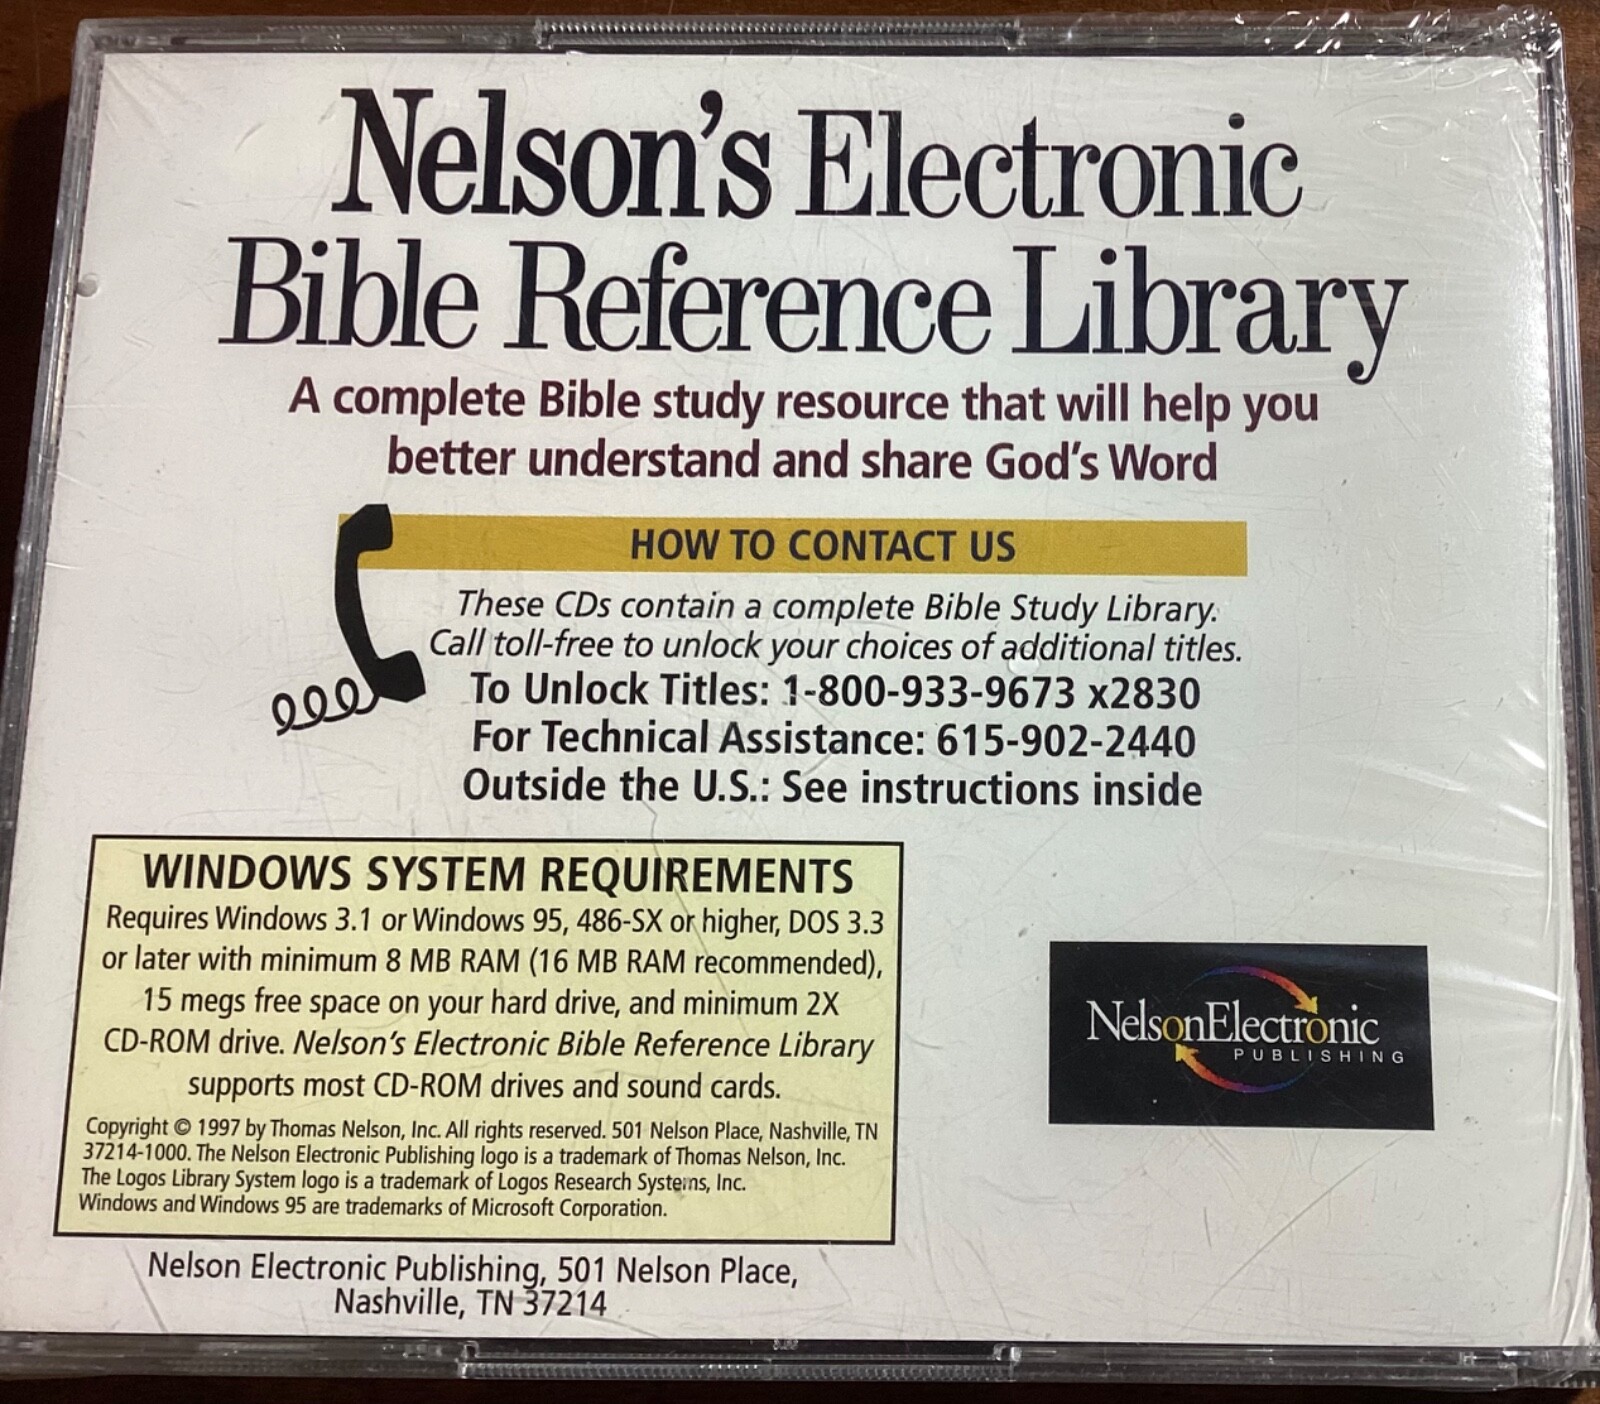 Nelson's Electronic
Bible Reference Library
A complete Bible study resource that will help you
better understand and share God's Word
HOW TO CONTACT US
These CDs contain a complete Bible Study Library.
Call toll-free to unlock your choices of additional titles.
To Unlock Titles: 1-800-933-9673 x2830
For Technical Assistance: 615-902-2440
Outside the U.S.: See instructions inside
WINDOWS SYSTEM REQUIREMENTS
Requires Windows 3.1 or Windows 95, 486-SX or higher, DOS 3.3
or later with minimum 8 MB RAM (16 MB RAM recommended),
15 megs free space on your hard drive, and minimum 2X
CD-ROM drive. Nelson's Electronic Bible Reference Library
supports most CD-ROM drives and sound cards.
Copyright © 1997 by Thomas Nelson, Inc. All rights reserved. 501 Nelson Place, Nashville, TN
37214-1000. The Nelson Electronic Publishing logo is a trademark of Thomas Nelson, Inc.
The Logos Library System logo is a trademark of Logos Research Systems, Inc.
Windows and Windows 95 are trademarks of Microsoft Corporation.
Nelson Electronic Publishing, 501 Nelson Place,
Nashville, TN 37214
NelsonElectronic
PUBLISHING